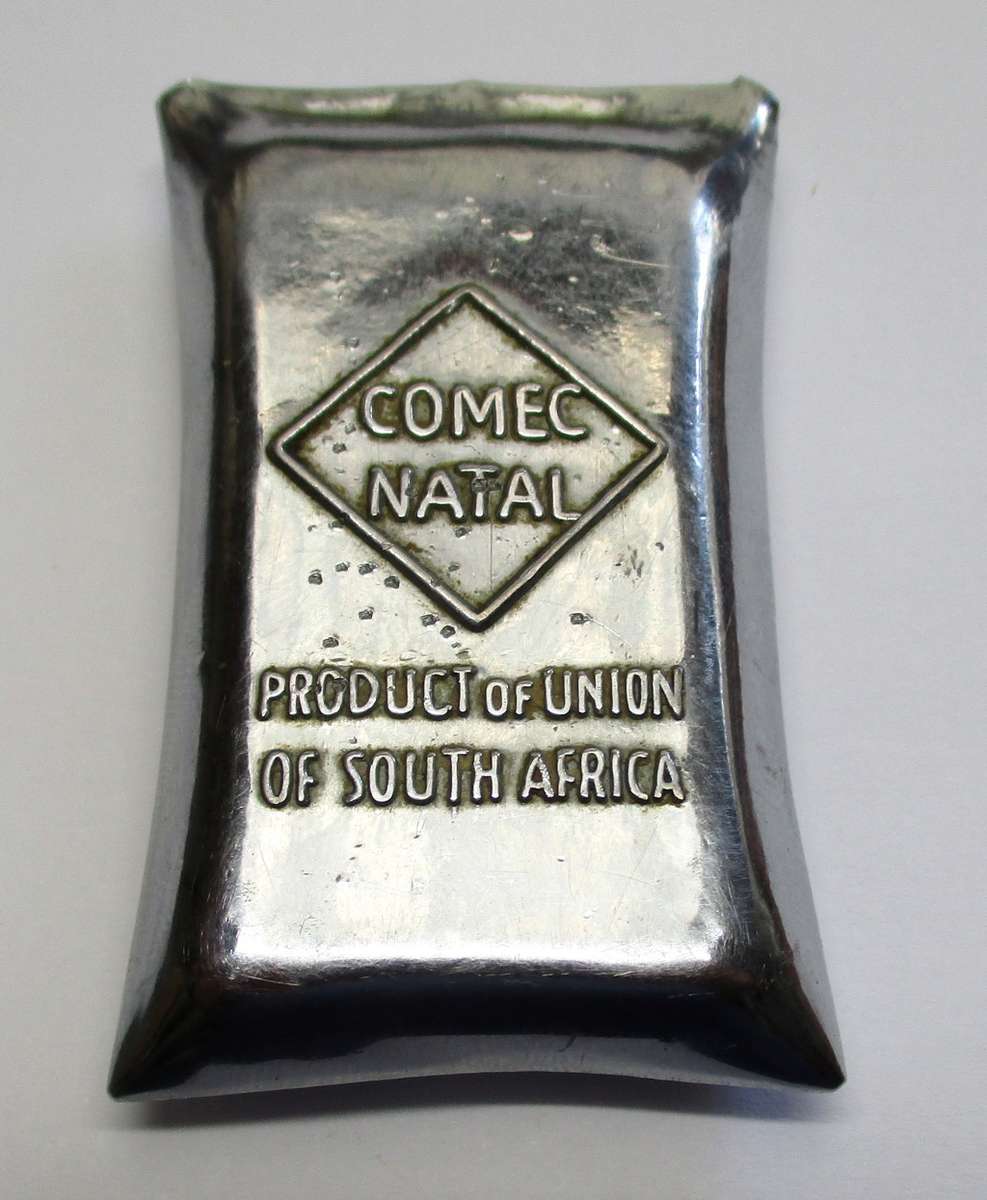 COMEC
NATAL
PRODUCT OF UNION
OF SOUTH AFRICA